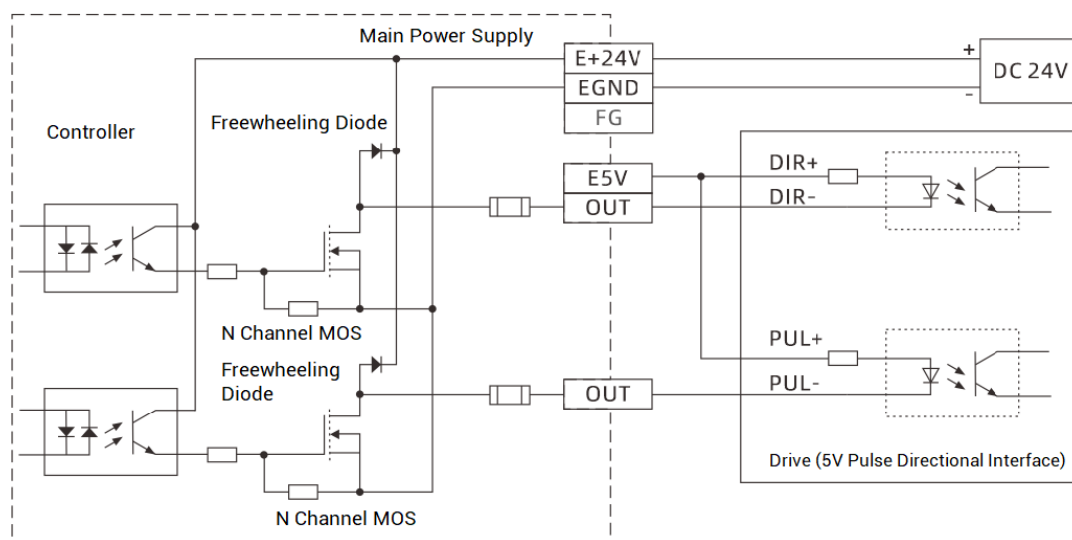 Main Power Supply
E+24V
+
DC 24V
EGND
-
FG
Controller
Freewheeling Diode
E5V
DIR+
OUT
DIR-
N Channel MOS
Freewheeling
Diode
PUL+
OUT
PUL-
Drive (5V Pulse Directional Interface)
N Channel MOS